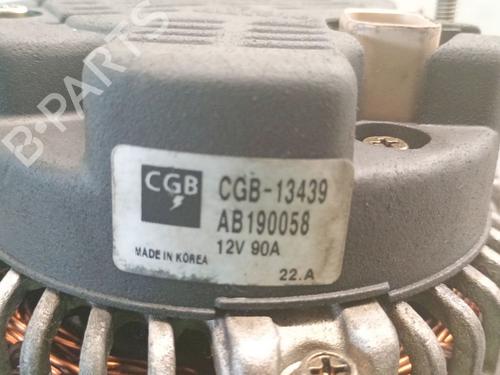 B-PARTS
CGB
CGB-13439
AB190058
12V 90A
MADE IN KOREA
22.A